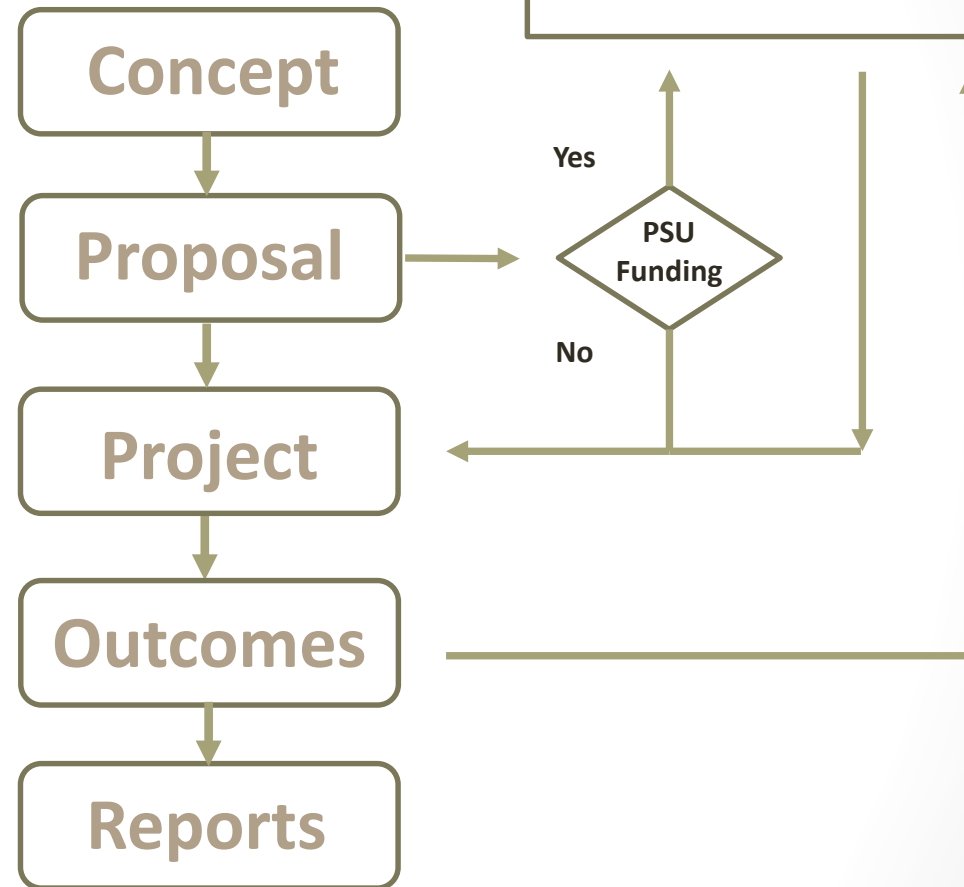 Concept
Proposal
Project
Outcomes
Reports
Yes
PSU
Funding
No